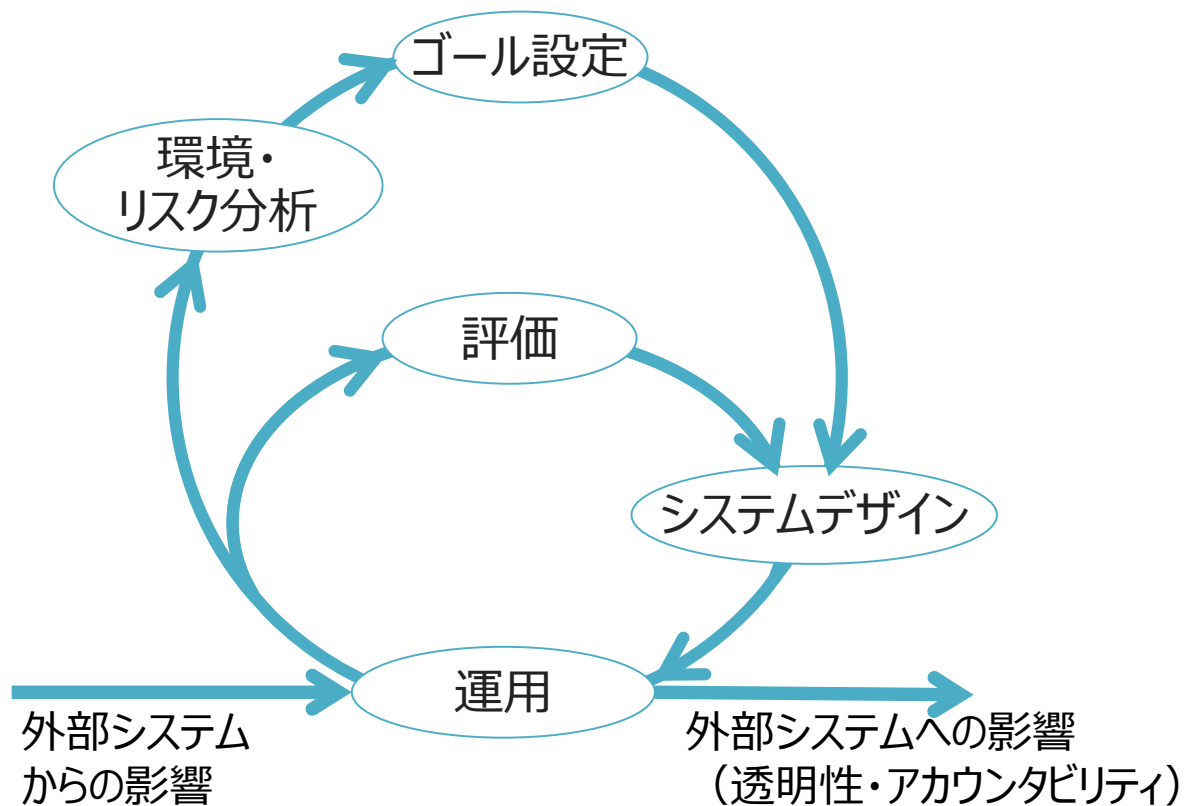 ゴール設定
環境・
リスク分析
評価
システムデザイン
運用
外部システム
からの影響
外部システムへの影響
（透明性・アカウンタビリティ）